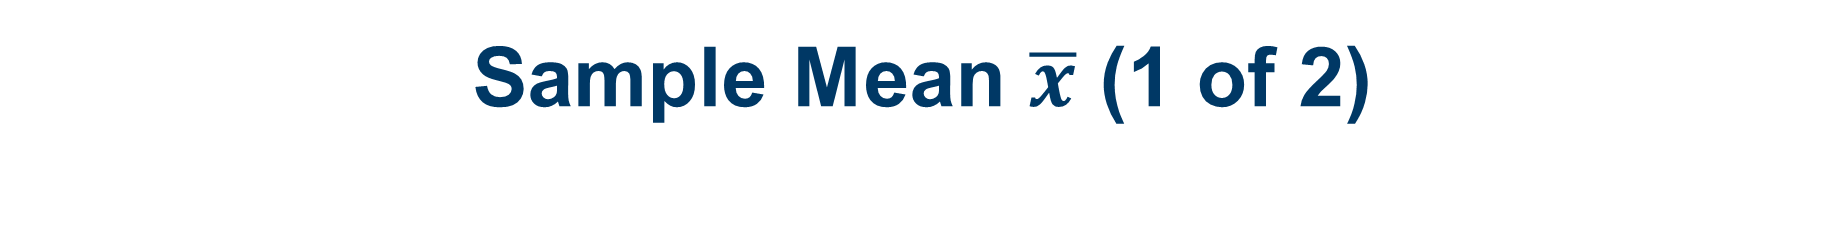 Sample Mean x̅ (1 of 2)